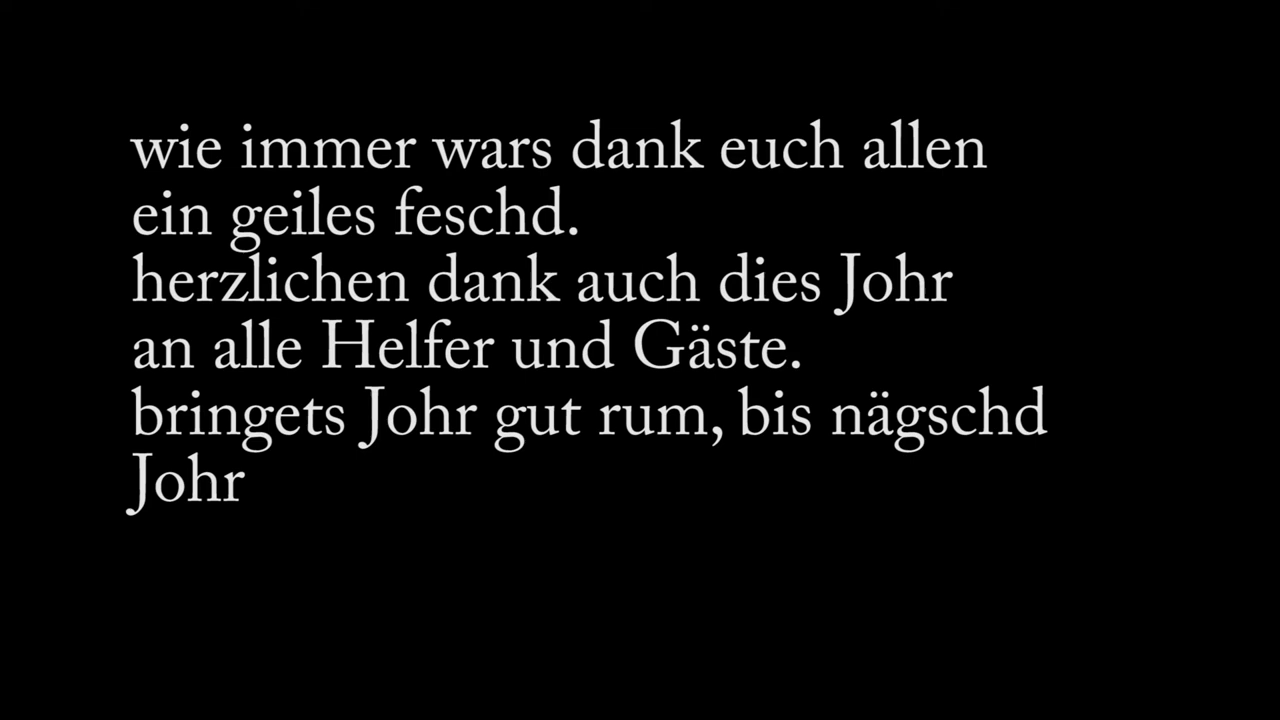 wie immer wars dank euch allen
ein geiles feschd.
herzlichen dank auch dies Johr
an alle Helfer und Gäste.
bringets Johr gut rum, bis nägschd
Johr